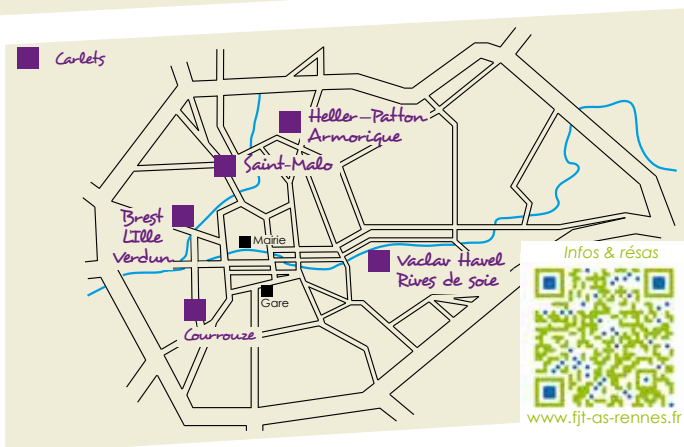 Carlets
Heller-Patton
Armorique
Saint-Malo
Brest
L'Ille
Verdun
Mairie
Vaclav Havel
Rives de soie
Gare
Courrouze
Infos & résas
www.fjt-as-rennes.fr